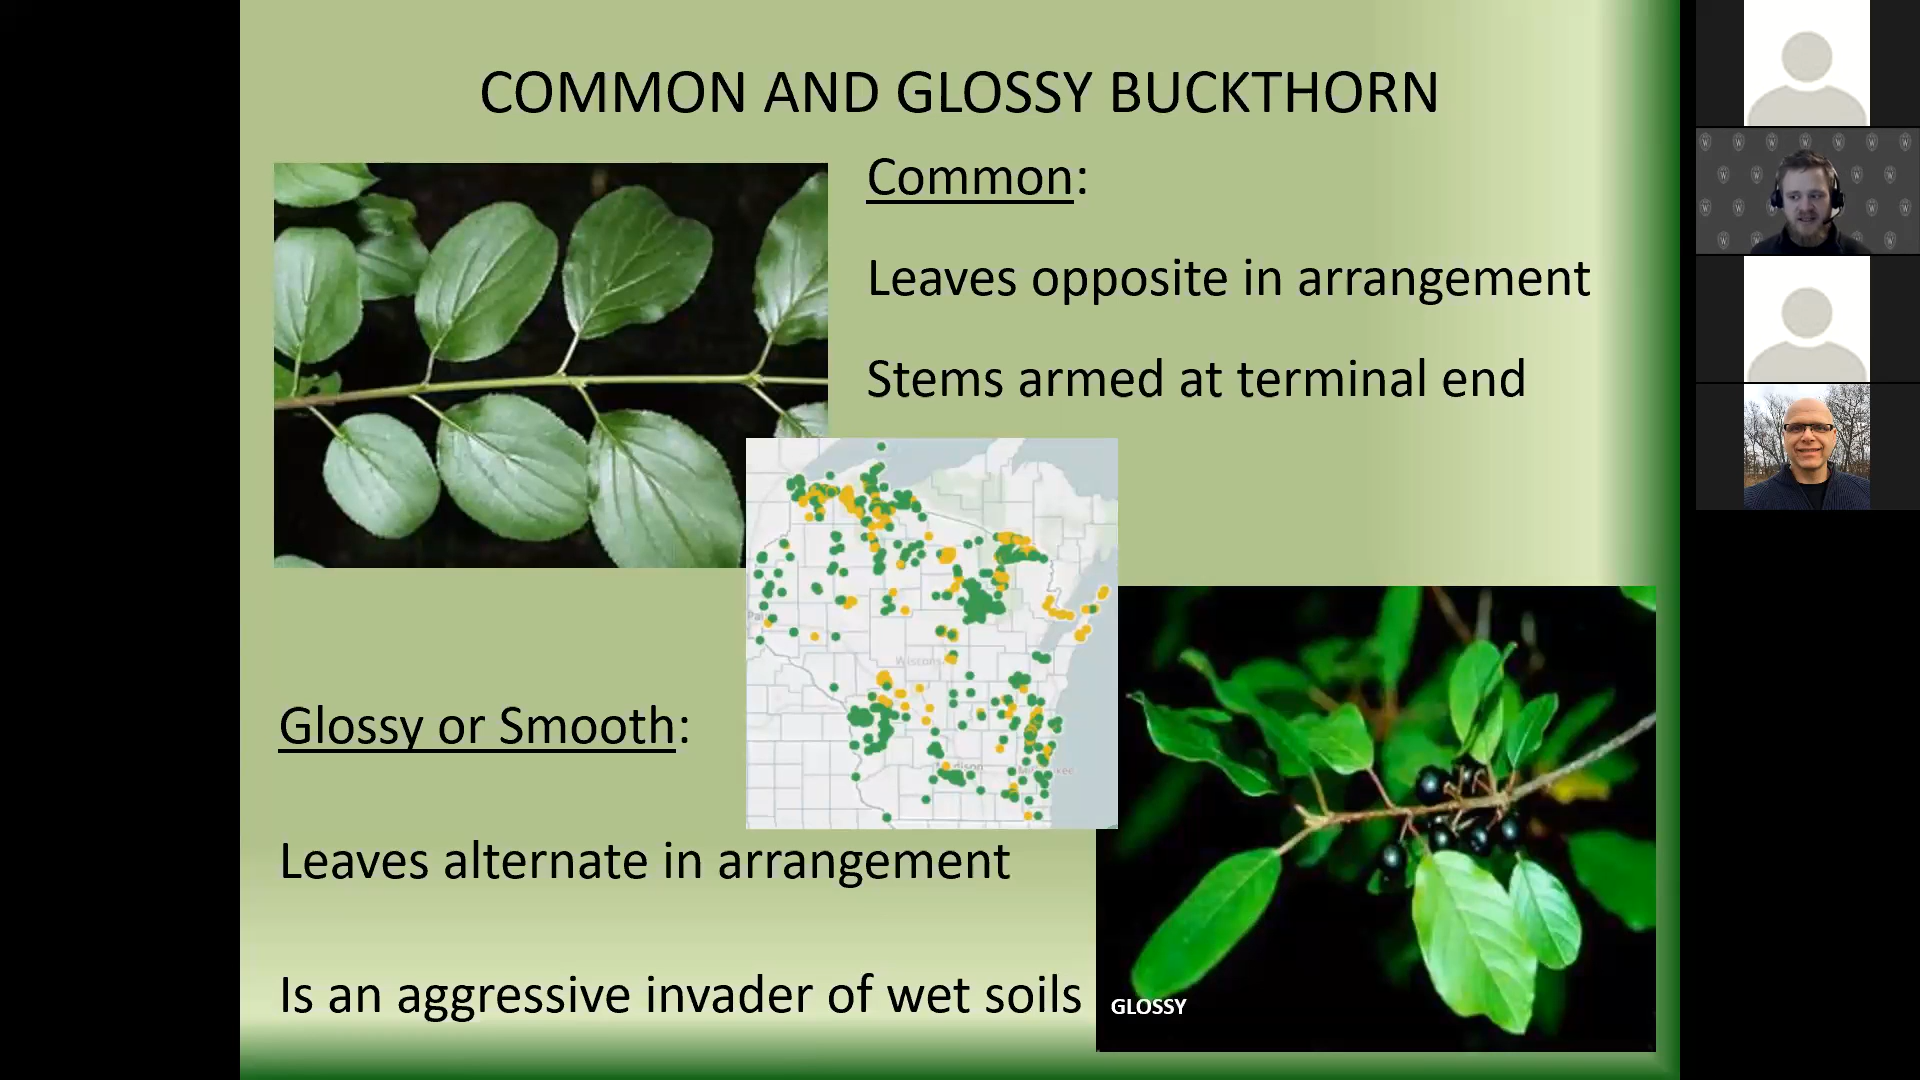 COMMON AND GLOSSY BUCKTHORN
Common:
Leaves opposite in arrangement
Stems armed at terminal end
Glossy or Smooth:
Leaves alternate in arrangement
Is an aggressive invader of wet soils
GLOSSY